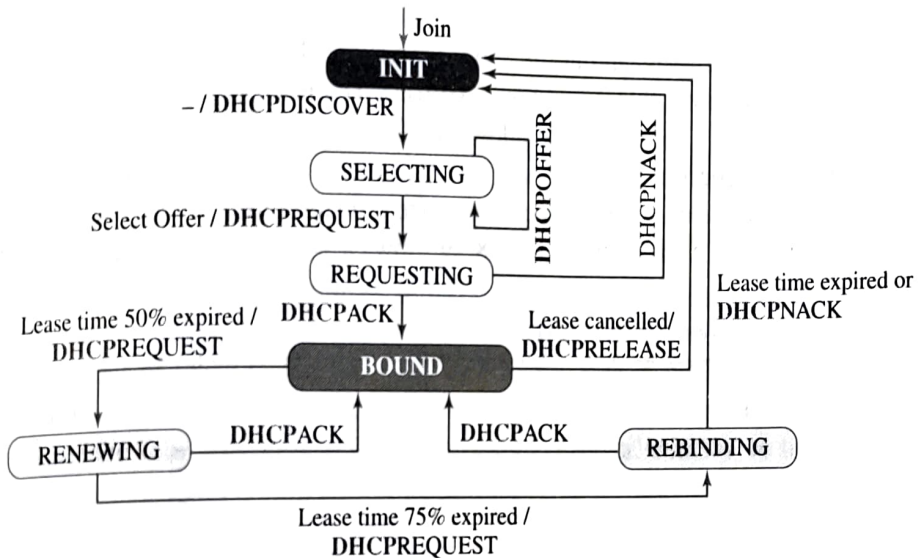 Join
INIT
– / DHCPDISCOVER
SELECTING
DHCPOFFER
DHCPNACK
Select Offer / DHCPREQUEST
REQUESTING
Lease time expired or
DHCPNACK
DHCPACK
Lease time 50% expired /
DHCPREQUEST
Lease cancelled/
DHCPRELEASE
BOUND
RENEWING
DHCPACK
DHCPACK
REBINDING
Lease time 75% expired /
DHCPREQUEST